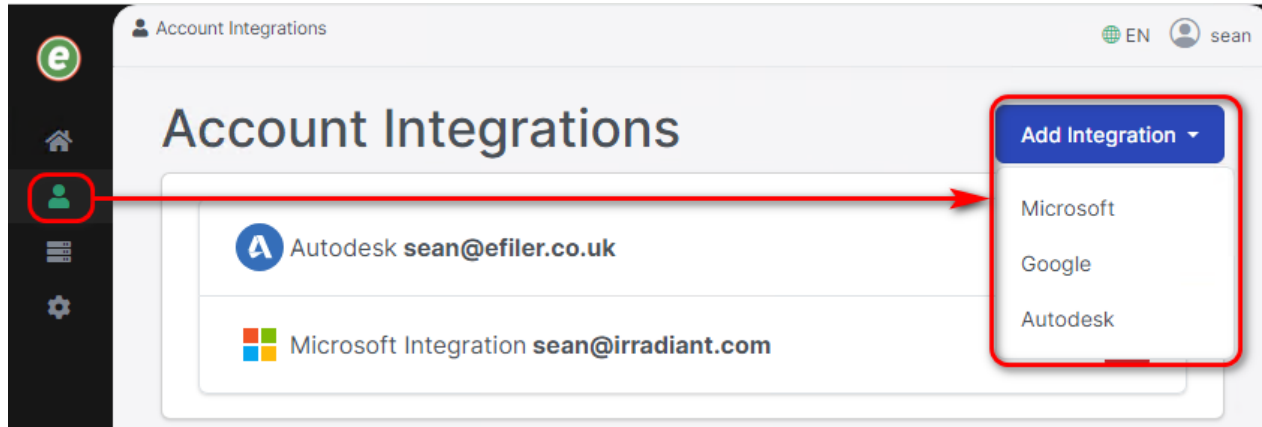 Account Integrations
EN sean
e
Account Integrations
Add Integration
Microsoft
Autodesk sean@efiler.co.uk
Google
Autodesk
Microsoft Integration sean@irradiant.com